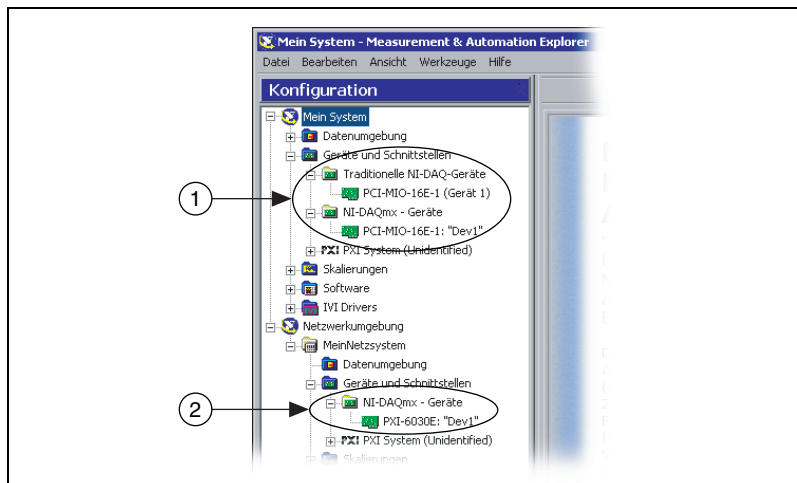 Mein System - Measurement & Automation Explorer
Datei Bearbeiten Ansicht Werkzeuge Hilfe
Konfiguration
Mein System
Datenumgebung
Geräte und Schnittstellen
Traditionelle NI-DAQ-Geräte
1
PCI-MIO-16E-1 (Gerät 1)
NI-DAQmx - Geräte
PCI-MIO-16E-1: "Dev1"
PXI PXI System (Unidentified)
Skalierungen
Software
IVI Drivers
Netzwerkumgebung
MeinNetzsystem
Datenumgebung
Geräte und Schnittstellen
2
NI-DAQmx - Geräte
PXI-6030E: "Dev1"
PXI PXI System (Unidentified)
Skalierungen